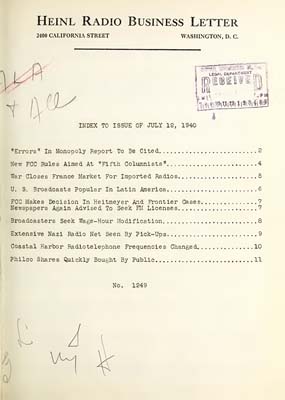 HEINL RADIO BUSINESS LETTER
2400 CALIFORNIA STREET WASHINGTON, D. C.
LEGAL DEPARTMENT
RECEIVED
INDEX TO ISSUE OF JULY 12, 1940
"Errors" In Monopoly Report To Be Cited....................2
New FCC Rules Aimed At "Fifth Columnists"..................4
War Closes France Market For Imported Radios...............5
U. S. Broadcasts Popular In Latin America..................6
FCC Makes Decision In Heitmeyer And Frontier Cases.........7
Newspapers Again Advised To Seek FM Licenses...............7
Broadcasters Seek Wage-Hour Modification...................8
Extensive Nazi Radio Net Seen By Pick-Ups..................9
Coastal Harbor Radiotelephone Frequencies Changed.........10
Philco Shares Quickly Bought By Public....................11
No. 1249